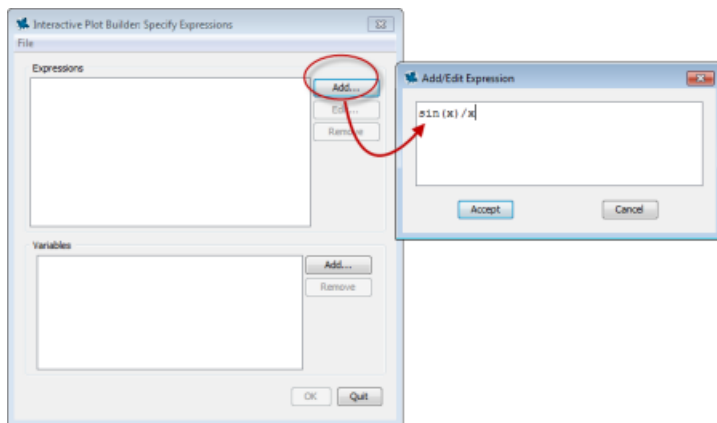 Interactive Plot Builder: Specify Expressions
File
Expressions
Add...
Edit...
Remove
Variables
Add...
Remove
OK
Quit
Add/Edit Expression
sin(x)/x
Accept
Cancel